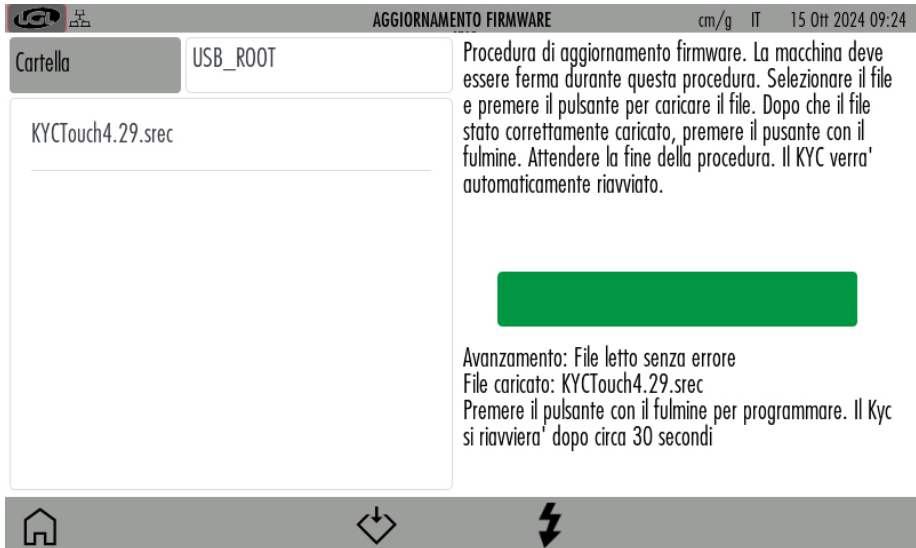 LGL AGGIORNAMENTO FIRMWARE cm/g IT 15 Ott 2024 09:24
Cartella USB_ROOT
KYCTouch4.29.srec
Procedura di aggiornamento firmware. La macchina deve
essere ferma durante questa procedura. Selezionare il file
e premere il pulsante per caricare il file. Dopo che il file
stato correttamente caricato, premere il pusante con il
fulmine. Attendere la fine della procedura. Il KYC verra'
automaticamente riavviato.
Avanzamento: File letto senza errore
File caricato: KYCTouch4.29.srec
Premere il pulsante con il fulmine per programmare. Il Kyc
si riavviera' dopo circa 30 secondi